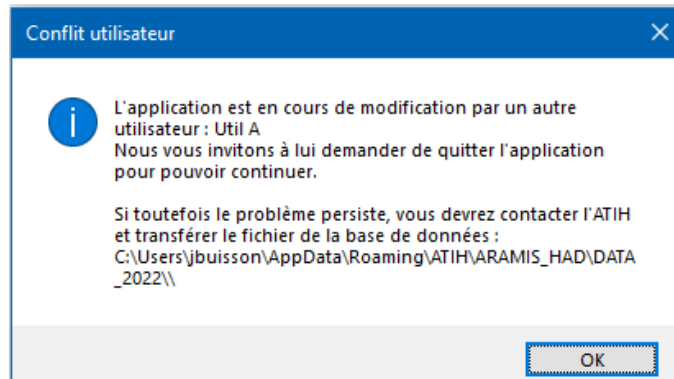 Conflit utilisateur
L'application est en cours de modification par un autre
utilisateur : Util A
Nous vous invitons à lui demander de quitter l'application
pour pouvoir continuer.
Si toutefois le problème persiste, vous devrez contacter l'ATIH
et transférer le fichier de la base de données :
C:\Users\jbuisson\AppData\Roaming\ATIH\ARAMIS_HAD\DATA
_2022\\
OK